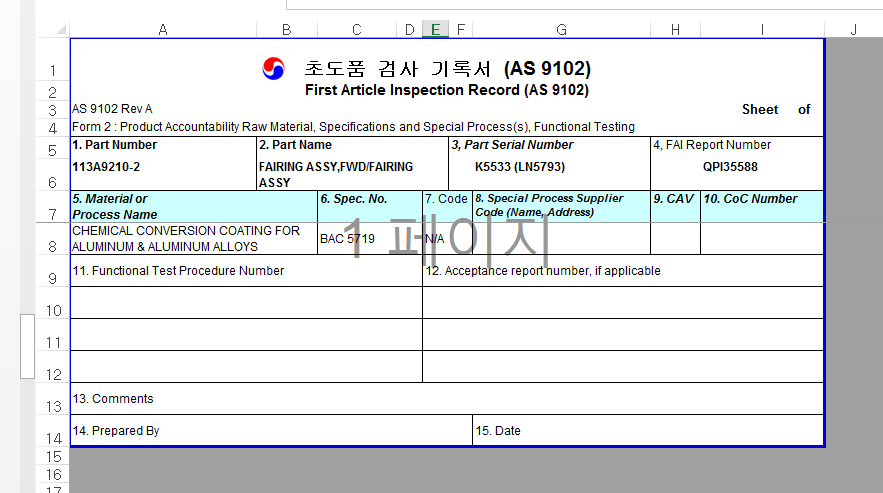 A B C D E F G H I J
1 초도품 검사 기록서 (AS 9102)
2 First Article Inspection Record (AS 9102)
3 AS 9102 Rev A Sheet of
4 Form 2 : Product Accountability Raw Material, Specifications and Special Process(s), Functional Testing
5 1. Part Number 2. Part Name 3, Part Serial Number 4, FAI Report Number
113A9210-2 FAIRING ASSY,FWD/FAIRING K5533 (LN5793) QPI35588
6 ASSY
5. Material or 6. Spec. No. 7. Code 8. Special Process Supplier 9. CAV 10. CoC Number
7 Process Name Code (Name, Address)
1 페이지
CHEMICAL CONVERSION COATING FOR
8 ALUMINUM & ALUMINUM ALLOYS BAC 5719 N/A
9 11. Functional Test Procedure Number 12. Acceptance report number, if applicable
10
11
12
13 13. Comments
14 14. Prepared By 15. Date
15
16
17